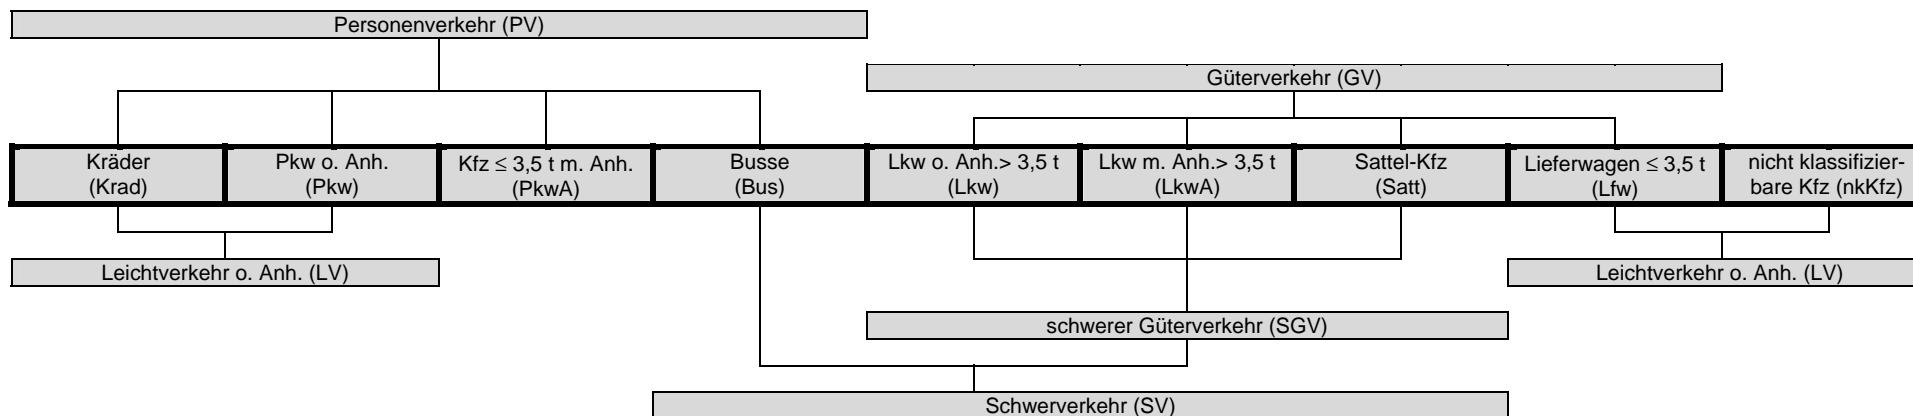 Personenverkehr (PV)
Güterverkehr (GV)
Kräder
(Krad)
Pkw o. Anh.
(Pkw)
Kfz ≤ 3,5 t m. Anh.
(PkwA)
Busse
(Bus)
Lkw o. Anh.> 3,5 t
(Lkw)
Lkw m. Anh.> 3,5 t
(LkwA)
Sattel-Kfz
(Satt)
Lieferwagen ≤ 3,5 t
(Lfw)
nicht klassifizier-
bare Kfz (nkKfz)
Leichtverkehr o. Anh. (LV)
Leichtverkehr o. Anh. (LV)
schwerer Güterverkehr (SGV)
Schwerverkehr (SV)